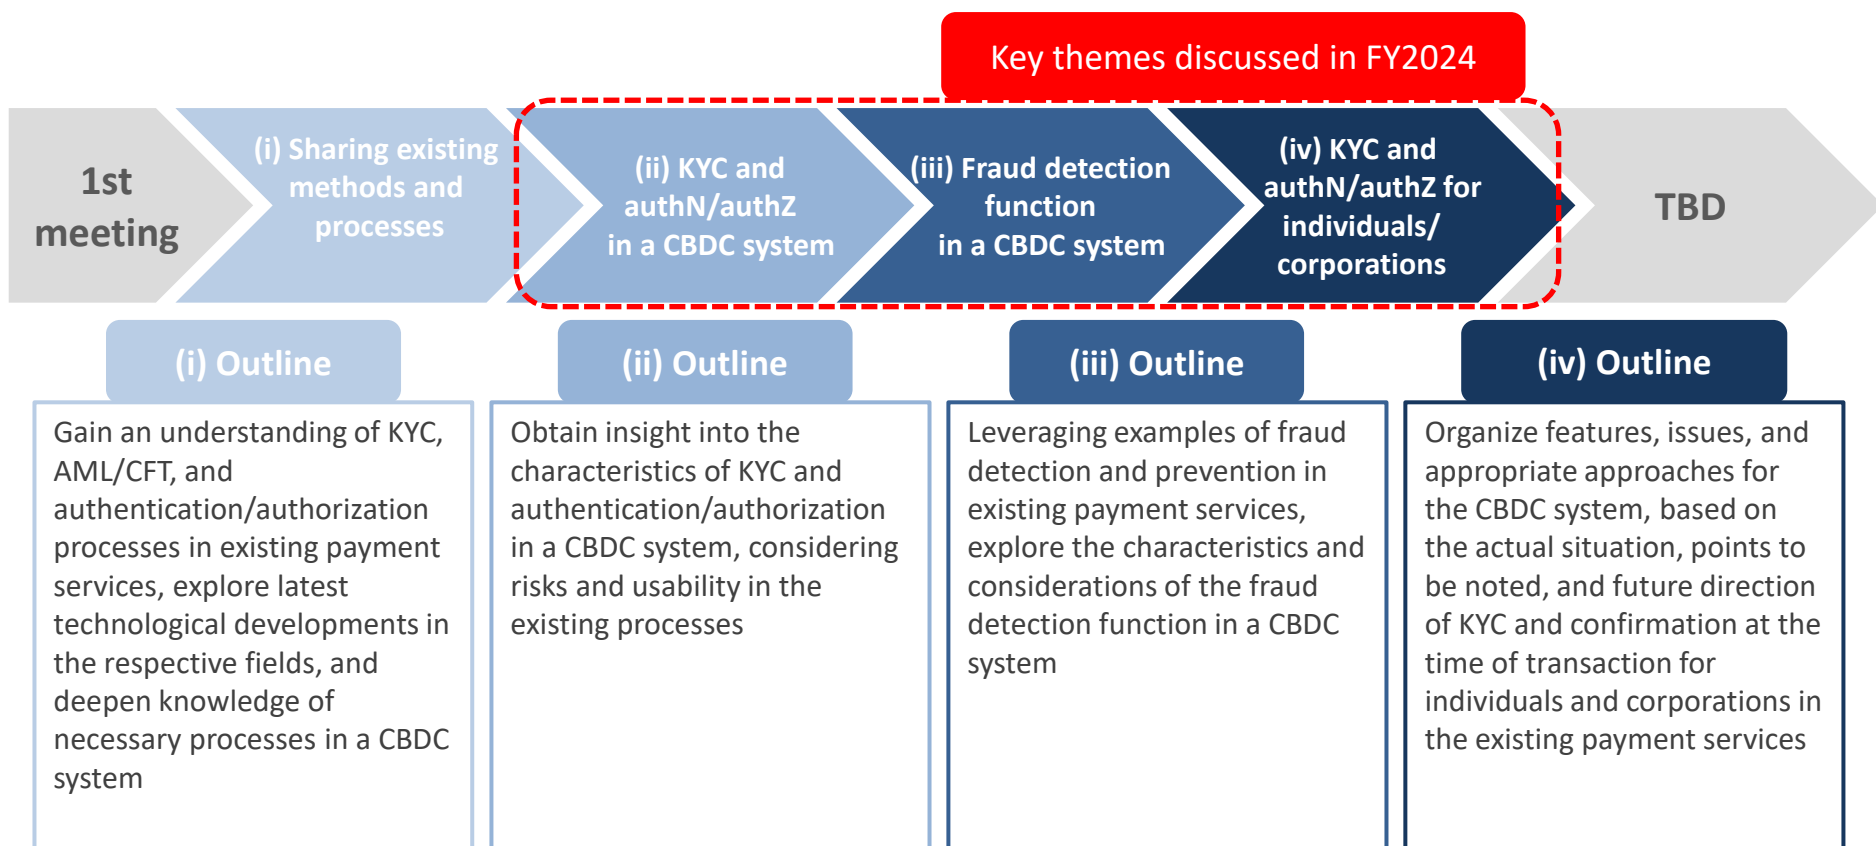 Key themes discussed in FY2024
1st
meeting
(i) Sharing existing
methods and
processes
(ii) KYC and
authN/authZ
in a CBDC system
(iii) Fraud detection
function
in a CBDC system
(iv) KYC and
authN/authZ for
individuals/
corporations
TBD
(i) Outline
Gain an understanding of KYC,
AML/CFT, and
authentication/authorization
processes in existing payment
services, explore latest
technological developments in
the respective fields, and
deepen knowledge of
necessary processes in a CBDC
system
(ii) Outline
Obtain insight into the
characteristics of KYC and
authentication/authorization
in a CBDC system, considering
risks and usability in the
existing processes
(iii) Outline
Leveraging examples of fraud
detection and prevention in
existing payment services,
explore the characteristics and
considerations of the fraud
detection function in a CBDC
system
(iv) Outline
Organize features, issues, and
appropriate approaches for
the CBDC system, based on
the actual situation, points to
be noted, and future direction
of KYC and confirmation at the
time of transaction for
individuals and corporations in
the existing payment services